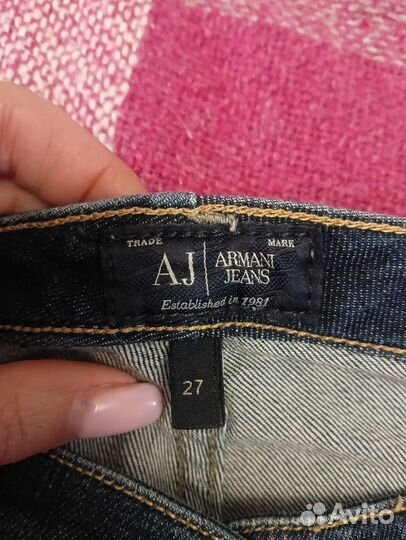 TRADE MARK
AJ ARMANI JEANS
Established in 1981
27
Avito